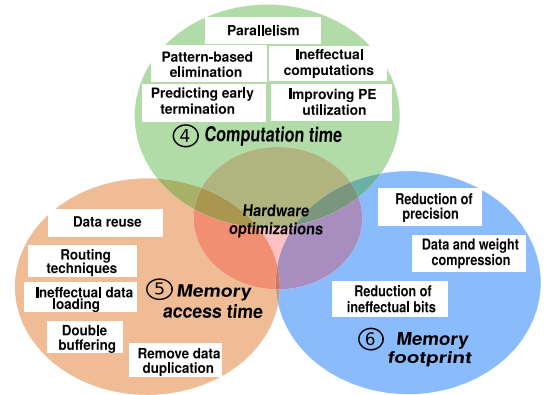 Parallelism
Pattern-based
elimination
Ineffectual
computations
Predicting early
termination
Improving PE
utilization
④ Computation time
Hardware
optimizations
Data reuse
Routing
techniques
Ineffectual data
loading
Double
buffering
Remove data
duplication
⑤ Memory
access time
Reduction of
precision
Data and weight
compression
Reduction of
ineffectual bits
⑥ Memory
footprint